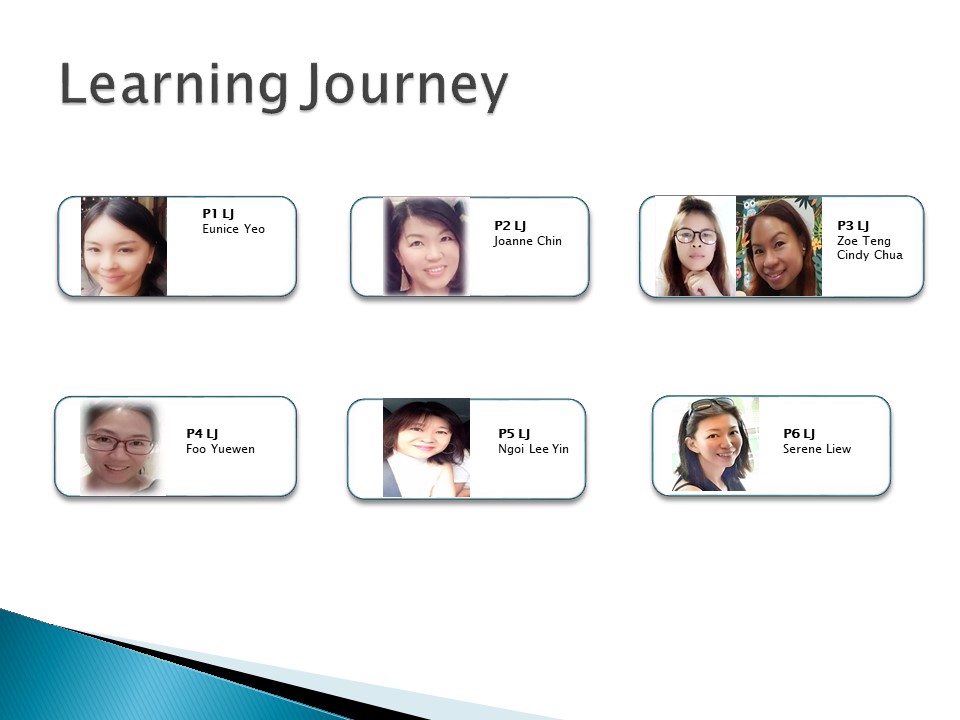 Learning Journey
P1 LJ
Eunice Yeo
P2 LJ
Joanne Chin
P3 LJ
Zoe Teng
Cindy Chua
P4 LJ
Foo Yuewen
P5 LJ
Ngoi Lee Yin
P6 LJ
Serene Liew